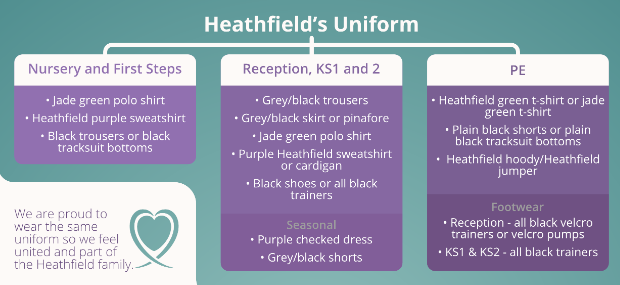 Heathfield's Uniform
Nursery and First Steps
• Jade green polo shirt
• Heathfield purple sweatshirt
• Black trousers or black
tracksuit bottoms
Reception, KS1 and 2
• Grey/black trousers
• Grey/black skirt or pinafore
• Jade green polo shirt
• Purple Heathfield sweatshirt
or cardigan
• Black shoes or all black
trainers
Seasonal
• Purple checked dress
• Grey/black shorts
PE
• Heathfield green t-shirt or jade
green t-shirt
• Plain black shorts or plain
black tracksuit bottoms
• Heathfield hoody/Heathfield
jumper
Footwear
• Reception - all black velcro
trainers or velcro pumps
• KS1 & KS2 - all black trainers
We are proud to
wear the same
uniform so we feel
united and part of
the Heathfield family.